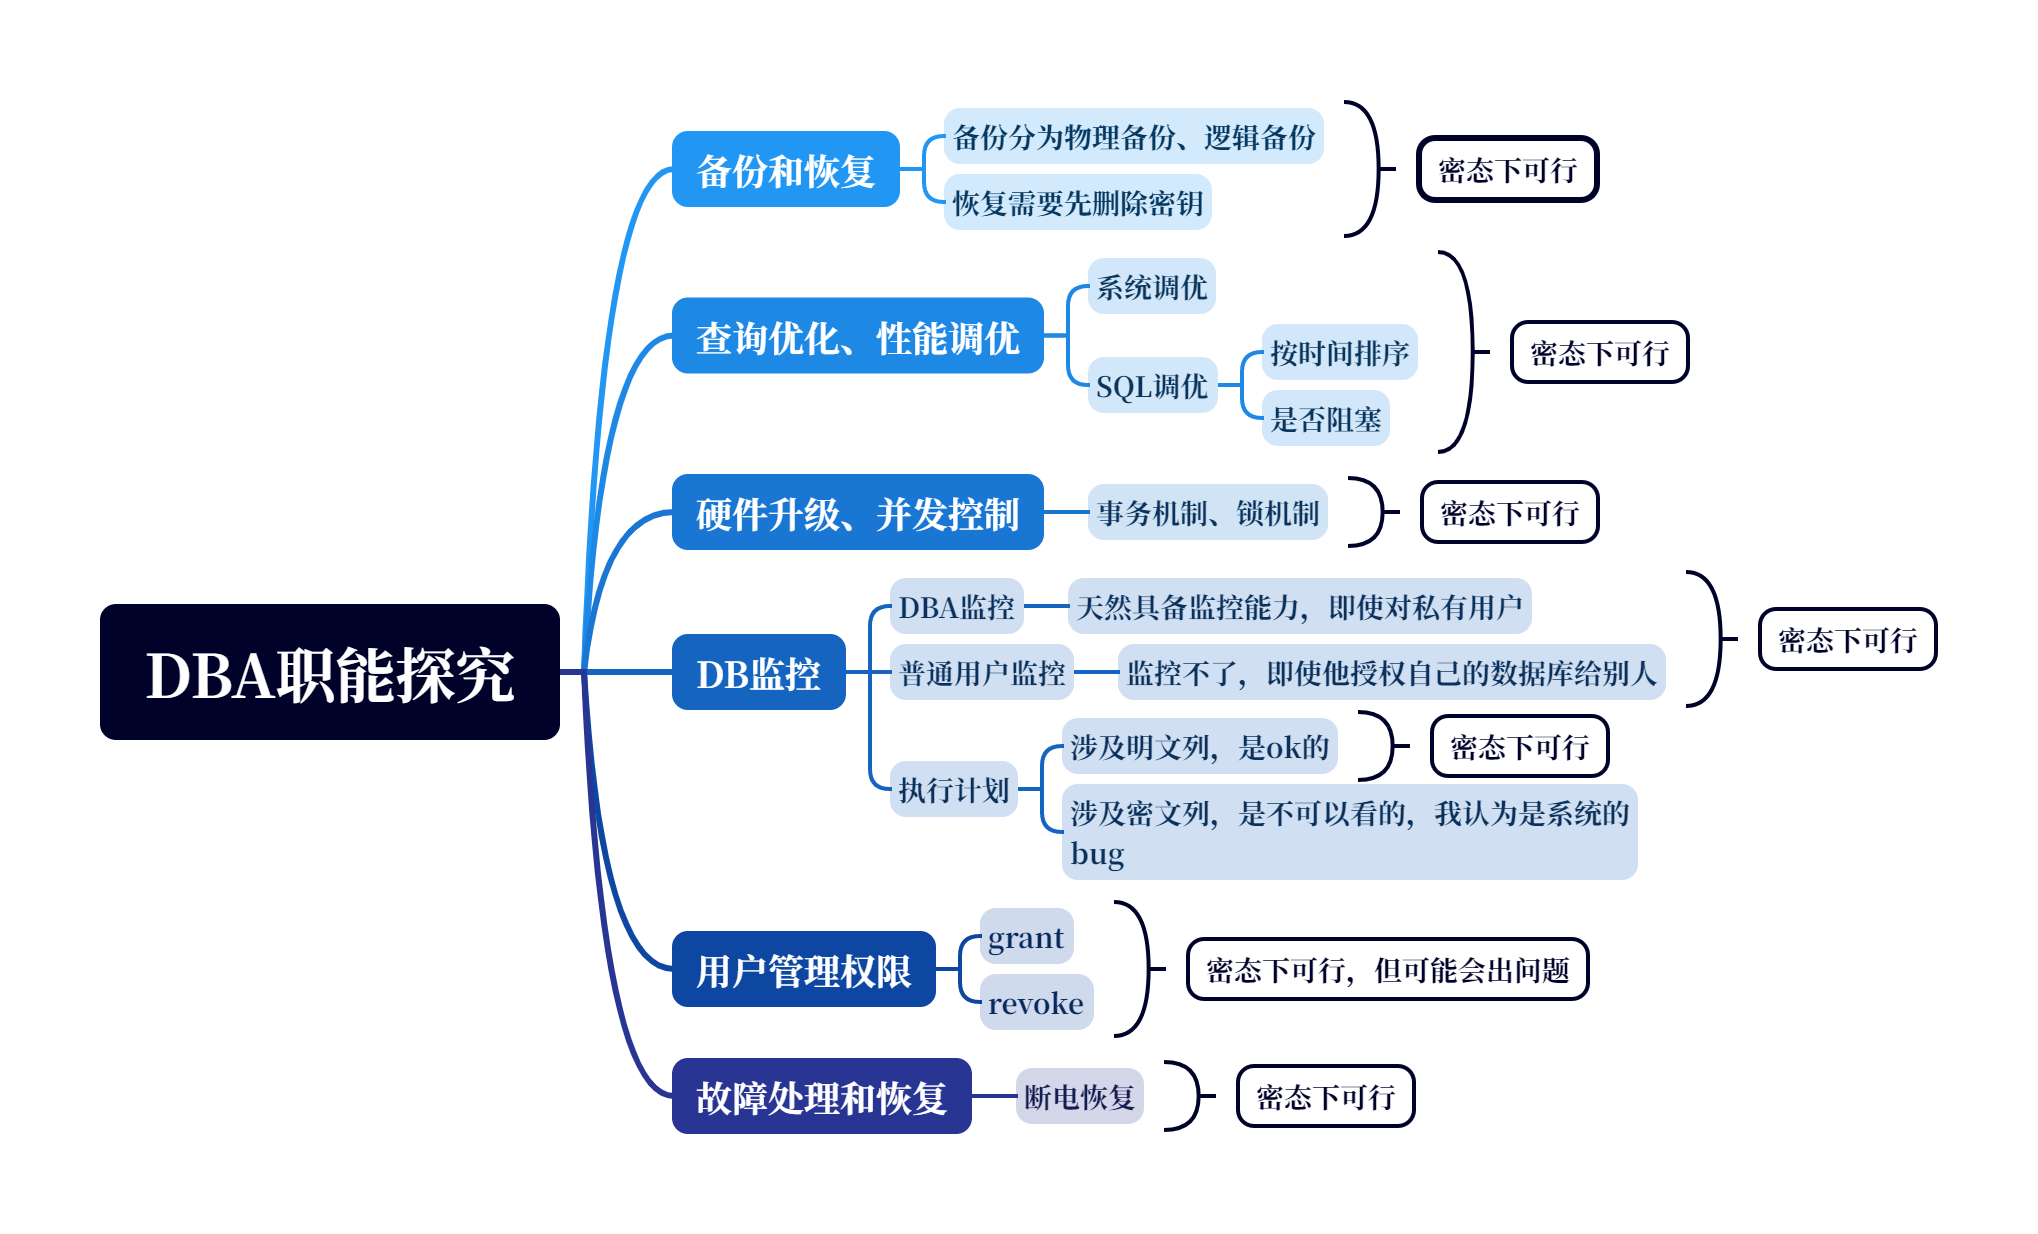 DBA职能探究
备份和恢复
备份分为物理备份、逻辑备份
恢复需要先删除密钥
密态下可行
查询优化、性能调优
系统调优
SQL调优
按时间排序
是否阻塞
密态下可行
硬件升级、并发控制
事务机制、锁机制
密态下可行
DB监控
DBA监控
天然具备监控能力，即使对私有用户
普通用户监控
监控不了，即使他授权自己的数据库给别人
密态下可行
执行计划
涉及明文列，是ok的
密态下可行
涉及密文列，是不可以看的，我认为是系统的
bug
用户管理权限
grant
revoke
密态下可行，但可能会出问题
故障处理和恢复
断电恢复
密态下可行